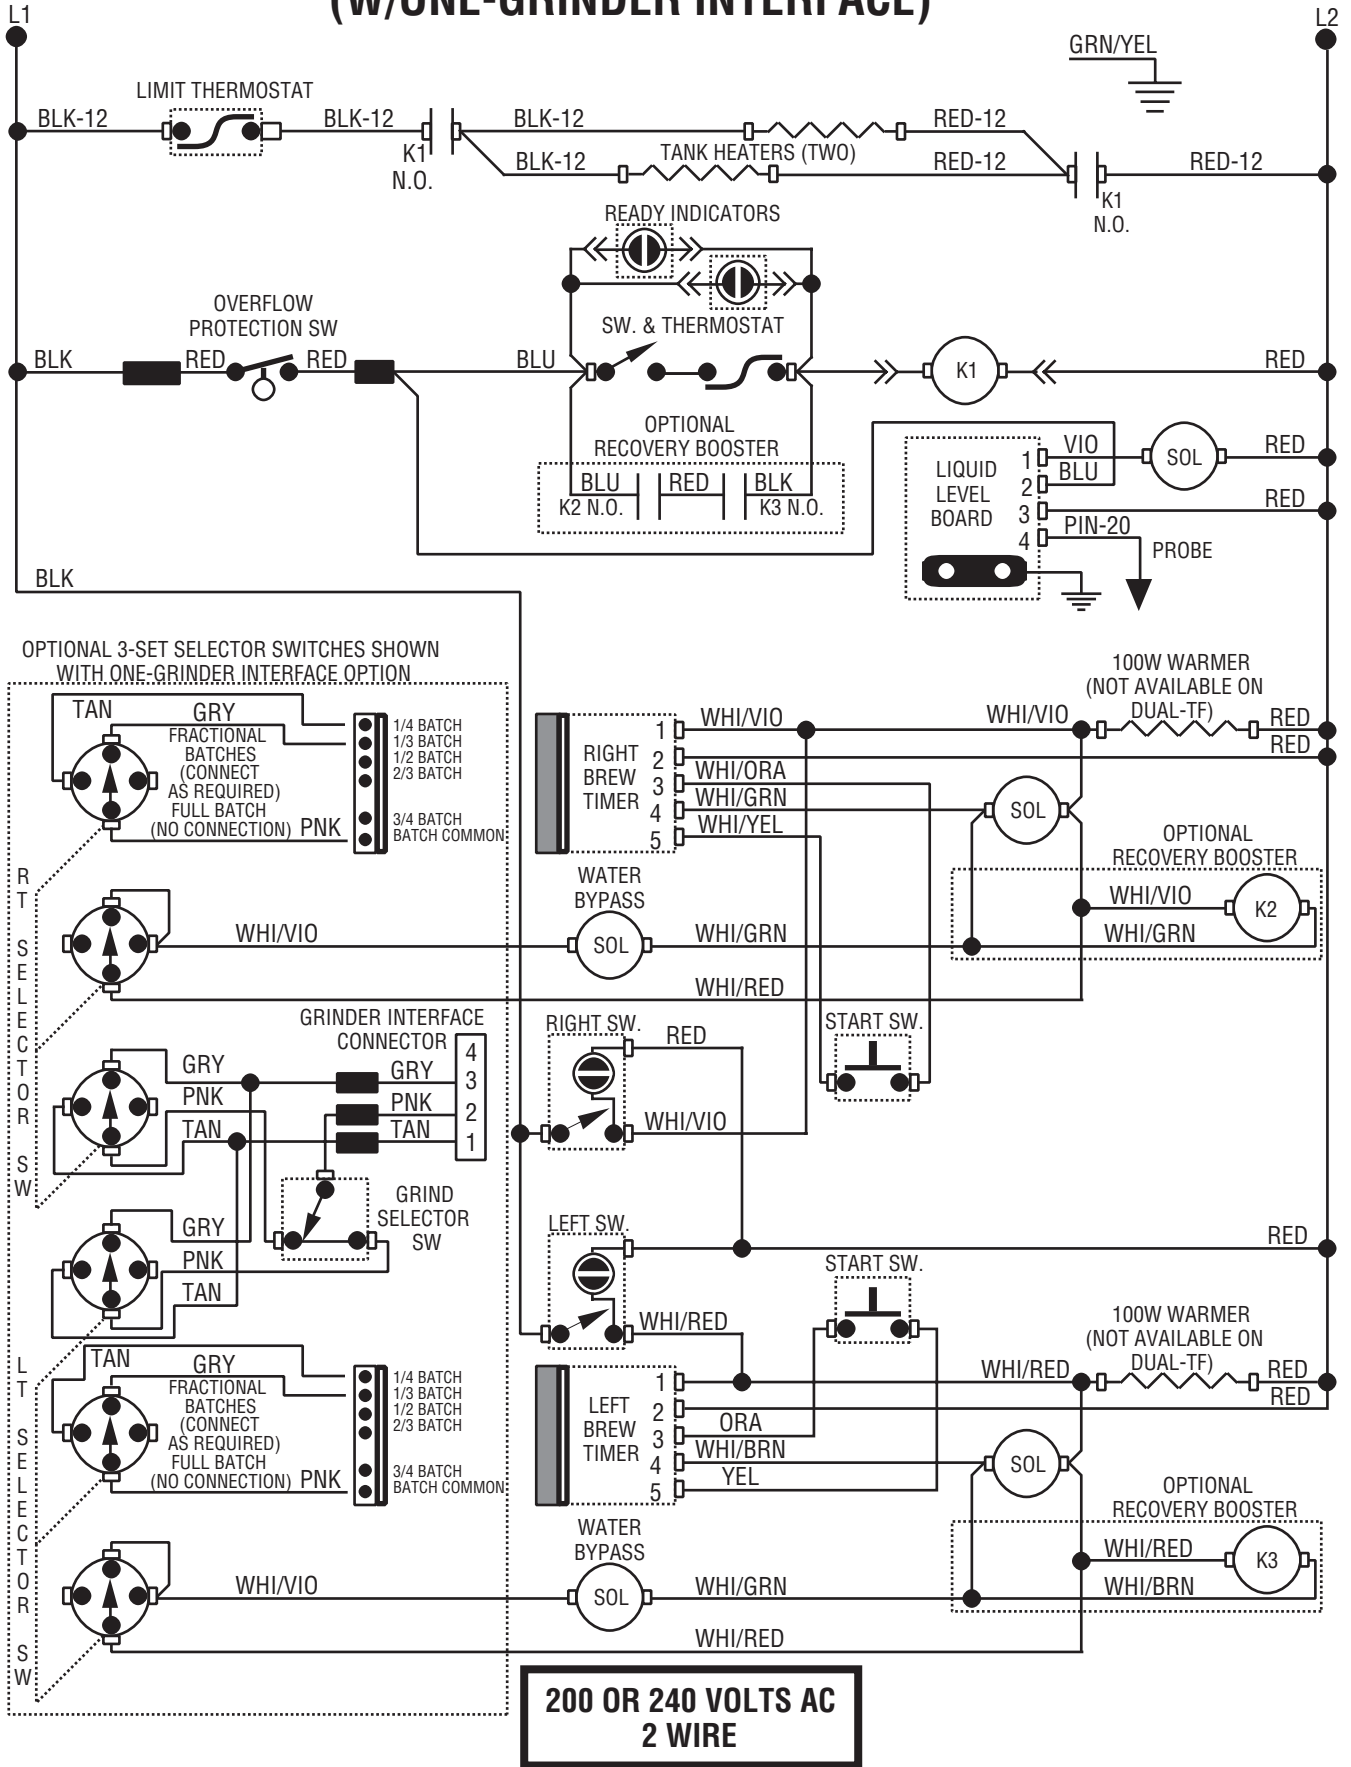 (W/ONE-GRINDER INTERFACE)
L1
L2
GRN/YEL
LIMIT THERMOSTAT
BLK-12
BLK-12
BLK-12
RED-12
K1
N.O.
BLK-12
TANK HEATERS (TWO)
RED-12
RED-12
K1
N.O.
READY INDICATORS
OVERFLOW
PROTECTION SW
SW. & THERMOSTAT
BLK
RED
RED
BLU
K1
RED
OPTIONAL
RECOVERY BOOSTER
BLU
RED
BLK
K2 N.O.
K3 N.O.
LIQUID
LEVEL
BOARD
1
2
3
4
VIO
BLU
SOL
RED
RED
PIN-20
PROBE
BLK
OPTIONAL 3-SET SELECTOR SWITCHES SHOWN
WITH ONE-GRINDER INTERFACE OPTION
TAN
GRY
FRACTIONAL
BATCHES
(CONNECT
AS REQUIRED)
FULL BATCH
(NO CONNECTION)
PNK
1/4 BATCH
1/3 BATCH
1/2 BATCH
2/3 BATCH
3/4 BATCH
BATCH COMMON
RIGHT
BREW
TIMER
1
2
3
4
5
WHI/VIO
WHI/ORA
WHI/GRN
WHI/YEL
WHI/VIO
100W WARMER
(NOT AVAILABLE ON
DUAL-TF)
RED
RED
SOL
OPTIONAL
RECOVERY BOOSTER
WHI/VIO
K2
WHI/GRN
RT SELECTOR SW
WHI/VIO
WATER
BYPASS
SOL
WHI/GRN
WHI/RED
GRINDER INTERFACE
CONNECTOR
4
3
2
1
GRY
PNK
TAN
GRY
PNK
TAN
RIGHT SW.
RED
WHI/VIO
START SW.
GRIND
SELECTOR
SW
GRY
PNK
TAN
LEFT SW.
WHI/RED
RED
START SW.
LT SELECTOR SW
TAN
GRY
FRACTIONAL
BATCHES
(CONNECT
AS REQUIRED)
FULL BATCH
(NO CONNECTION)
PNK
1/4 BATCH
1/3 BATCH
1/2 BATCH
2/3 BATCH
3/4 BATCH
BATCH COMMON
LEFT
BREW
TIMER
1
2
3
4
5
ORA
WHI/BRN
YEL
WHI/RED
100W WARMER
(NOT AVAILABLE ON
DUAL-TF)
RED
RED
SOL
OPTIONAL
RECOVERY BOOSTER
WHI/RED
K3
WHI/BRN
WHI/VIO
WATER
BYPASS
SOL
WHI/GRN
WHI/RED
200 OR 240 VOLTS AC
2 WIRE